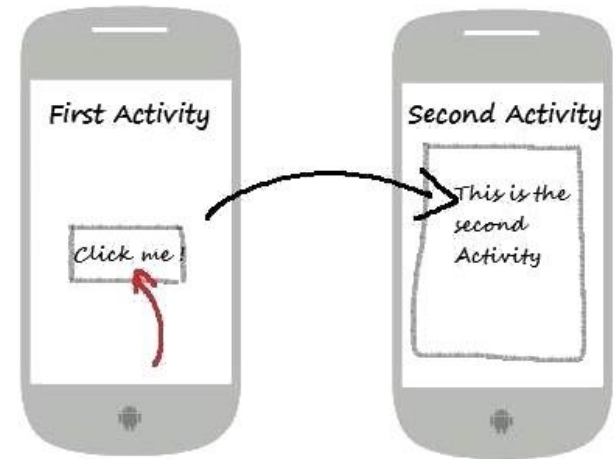 First Activity
Click me !
Second Activity
This is the
second
Activity